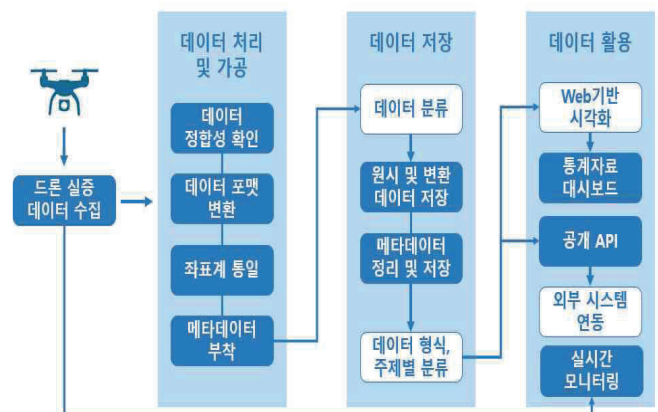 드론 실증
데이터 수집
데이터 처리
및 가공
데이터
정합성 확인
데이터 포맷
변환
좌표계 통일
메타데이터
부착
데이터 저장
데이터 분류
원시 및 변환
데이터 저장
메타데이터
정리 및 저장
데이터 형식,
주제별 분류
데이터 활용
Web기반
시각화
통계자료
대시보드
공개 API
외부 시스템
연동
실시간
모니터링